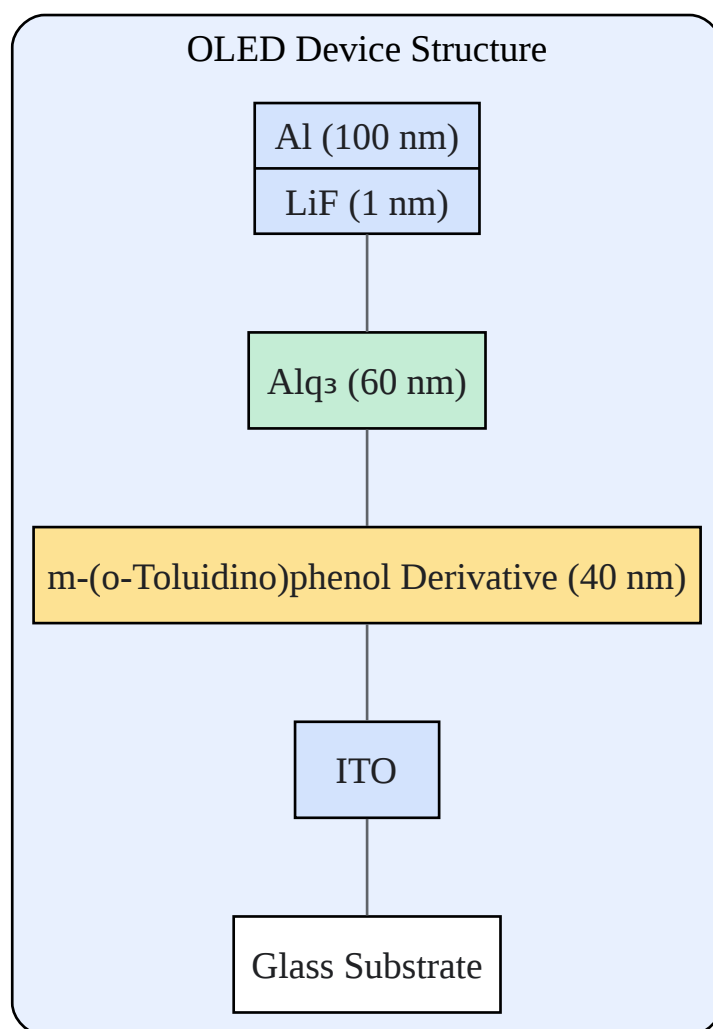 OLED Device Structure
Al (100 nm)
LiF (1 nm)
Alq₃ (60 nm)
m-(o-Toluidino)phenol Derivative (40 nm)
ITO
Glass Substrate